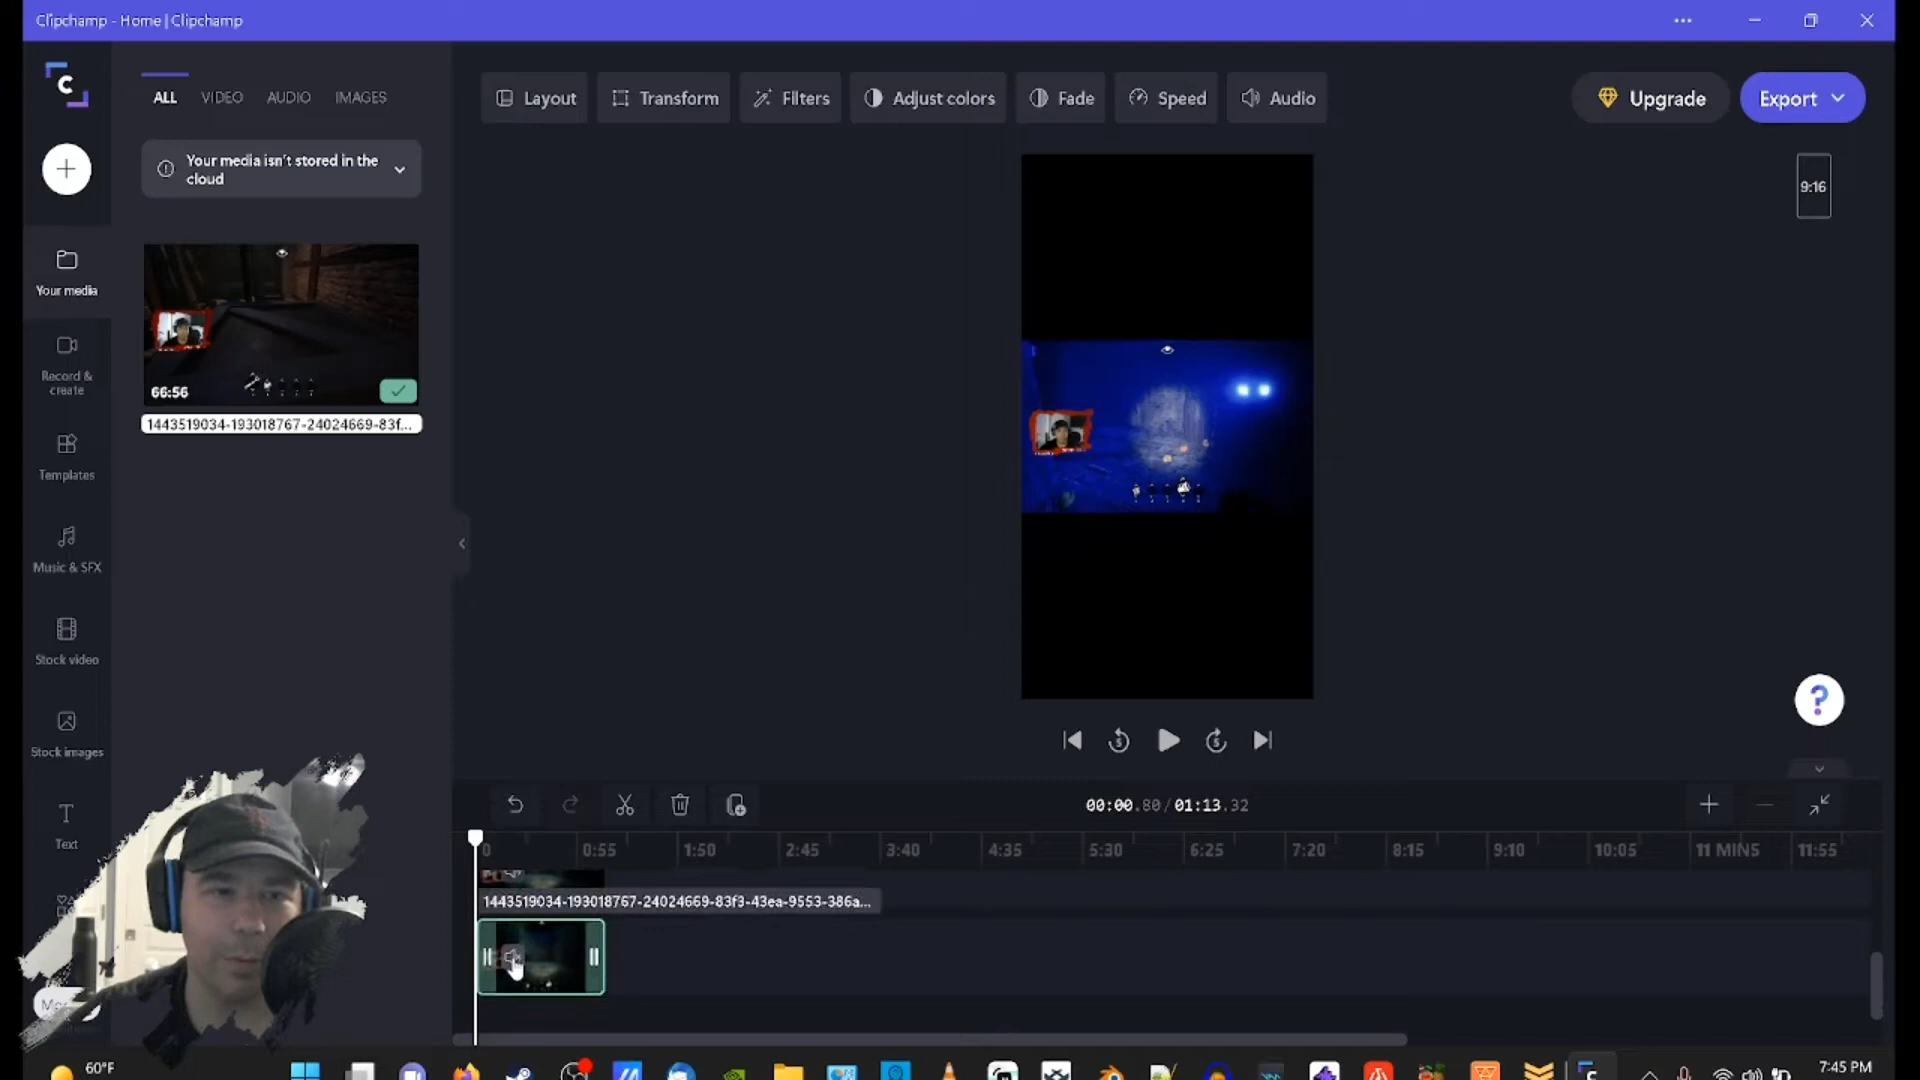 Clipchamp - Home | Clipchamp
ALL VIDEO AUDIO IMAGES
Layout Transform Filters Adjust colors Fade Speed Audio
Upgrade
Export
Your media isn't stored in the
cloud
9:16
66:56
1443519034-193018767-24024669-83f...
Your media
Record &
create
Templates
Music & SFX
Stock video
Stock images
Text
00:00.80 / 01:13.32
0 0:55 1:50 2:45 3:40 4:35 5:30 6:25 7:20 8:15 9:10 10:05 11 MINS 11:55
1443519034-193018767-24024669-83f3-43ea-9553-386a...
60°F
7:45 PM